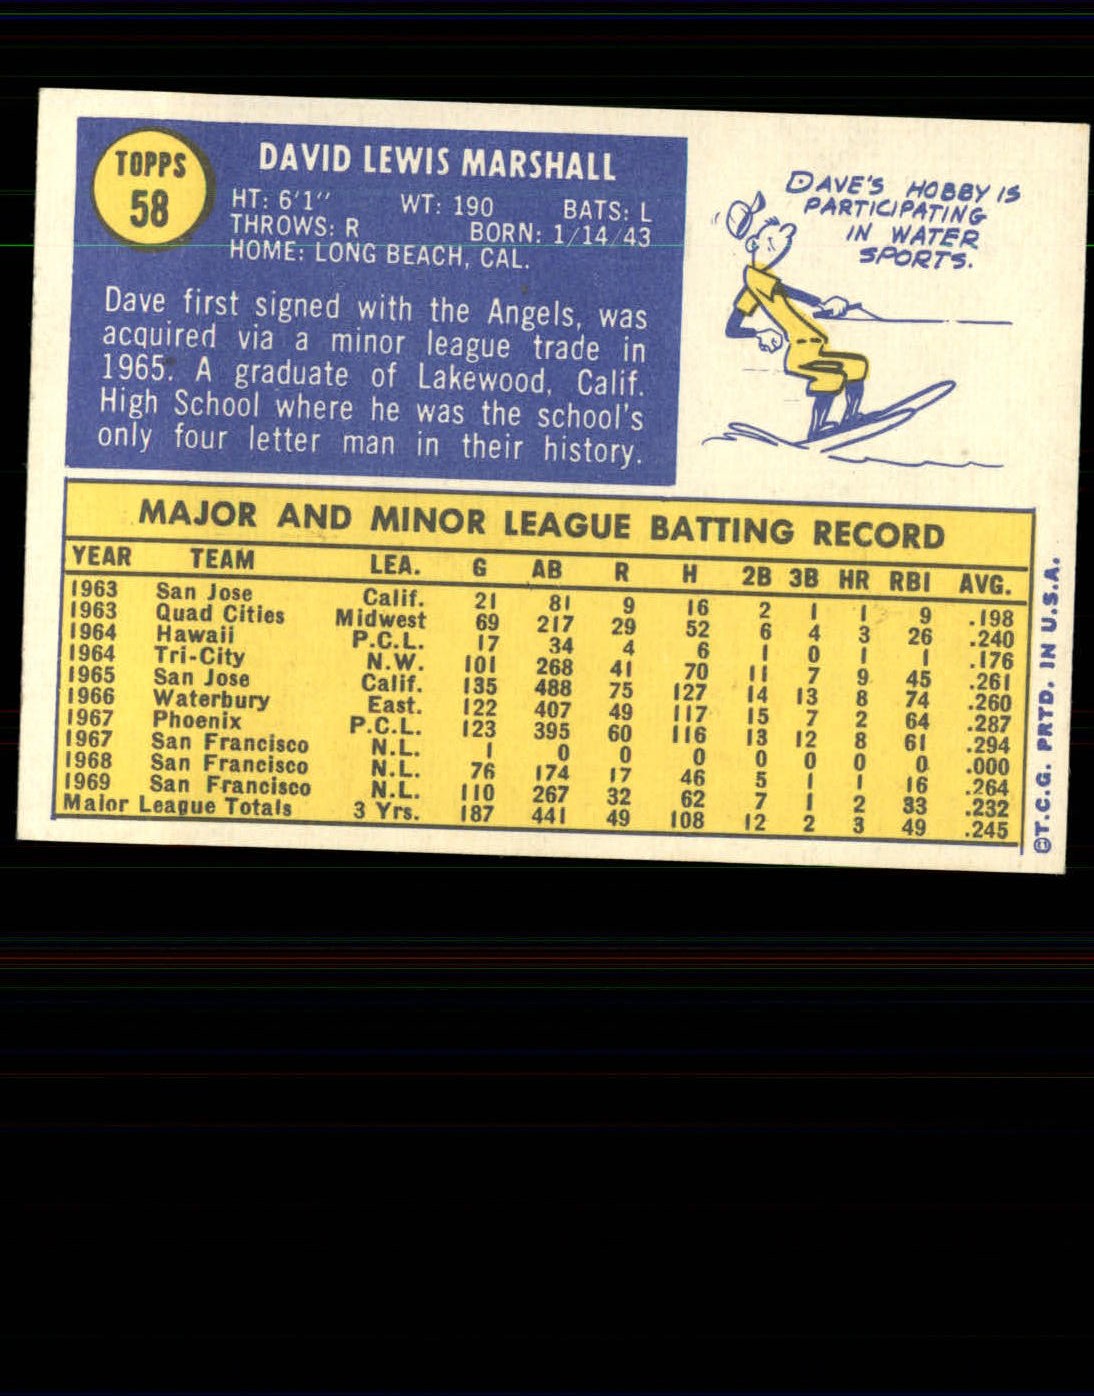 TOPPS
58
DAVID LEWIS MARSHALL
HT: 6'1" WT: 190 BATS: L
THROWS: R BORN: 1/14/43
HOME: LONG BEACH, CAL.
Dave first signed with the Angels, was
acquired via a minor league trade in
1965. A graduate of Lakewood, Calif.
High School where he was the school's
only four letter man in their history.
DAVE'S HOBBY IS
PARTICIPATING
IN WATER
SPORTS.
MAJOR AND MINOR LEAGUE BATTING RECORD
YEAR TEAM LEA. G AB R H 2B 3B HR RBI AVG.
1963 San Jose Calif. 21 81 9 16 2 1 1 9 .198
1963 Quad Cities Midwest 69 217 29 52 6 4 3 26 .240
1964 Hawaii P.C.L. 17 34 4 6 1 0 1 1 .176
1964 Tri-City N.W. 101 268 41 70 11 7 9 45 .261
1965 San Jose Calif. 135 488 75 127 14 13 8 74 .260
1966 Waterbury East. 122 407 49 117 15 7 2 64 .287
1967 Phoenix P.C.L. 123 395 60 116 13 12 8 61 .294
1967 San Francisco N.L. 1 0 0 0 0 0 0 0 .000
1968 San Francisco N.L. 76 174 17 46 5 1 1 16 .264
1969 San Francisco N.L. 110 267 32 62 7 1 2 33 .232
Major League Totals 3 Yrs. 187 441 49 108 12 2 3 49 .245
©T.C.G. PRTD. IN U.S.A.